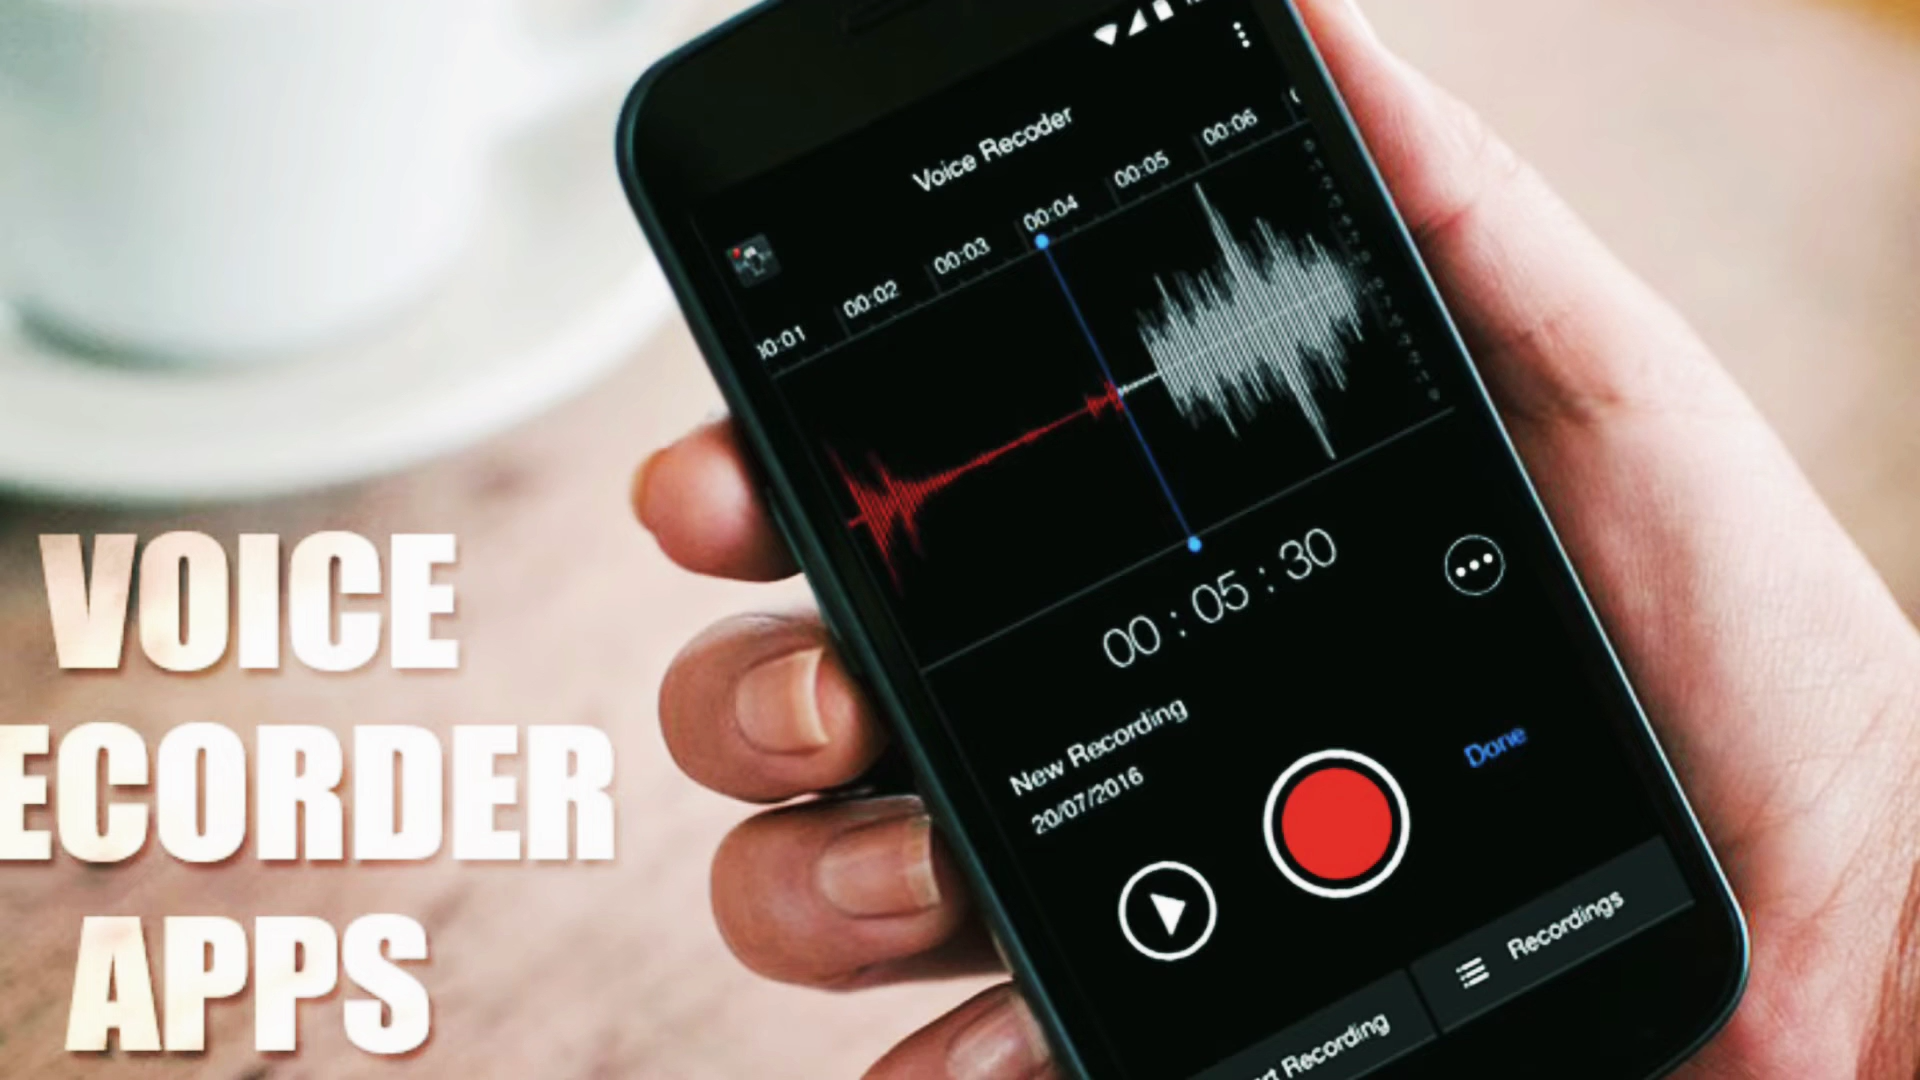 Voice Recoder
00:01
00:02
00:03
00:04
00:05
00:06
00 : 05 : 30
New Recording
20/07/2016
Done
Recordings
Recording
VOICE
ECORDER
APPS